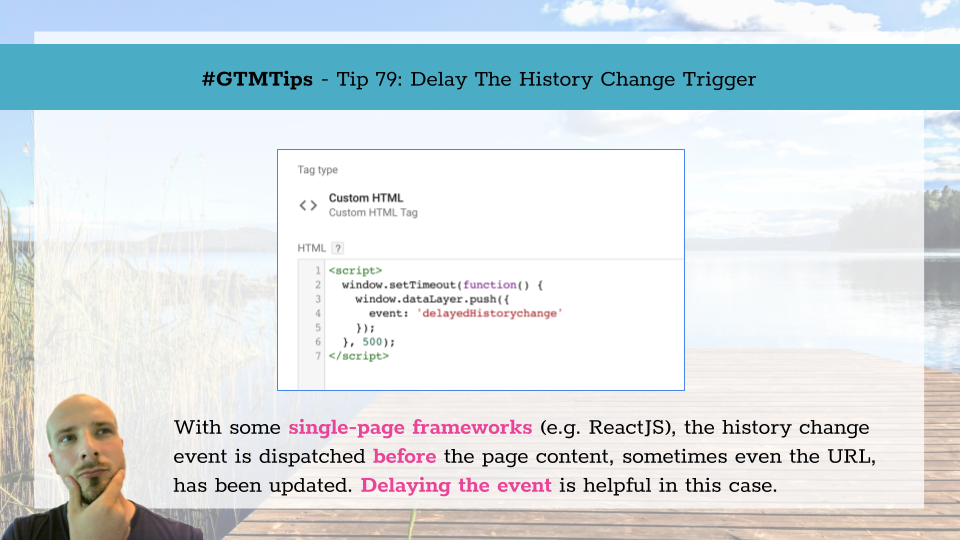 #GTMTips - Tip 79: Delay The History Change Trigger
Tag type
Custom HTML
Custom HTML Tag
HTML ?
1 <script>
2 window.setTimeout(function() {
3 window.dataLayer.push({
4 event: 'delayedHistorychange'
5 });
6 }, 500);
7 </script>
With some single-page frameworks (e.g. ReactJS), the history change
event is dispatched before the page content, sometimes even the URL,
has been updated. Delaying the event is helpful in this case.